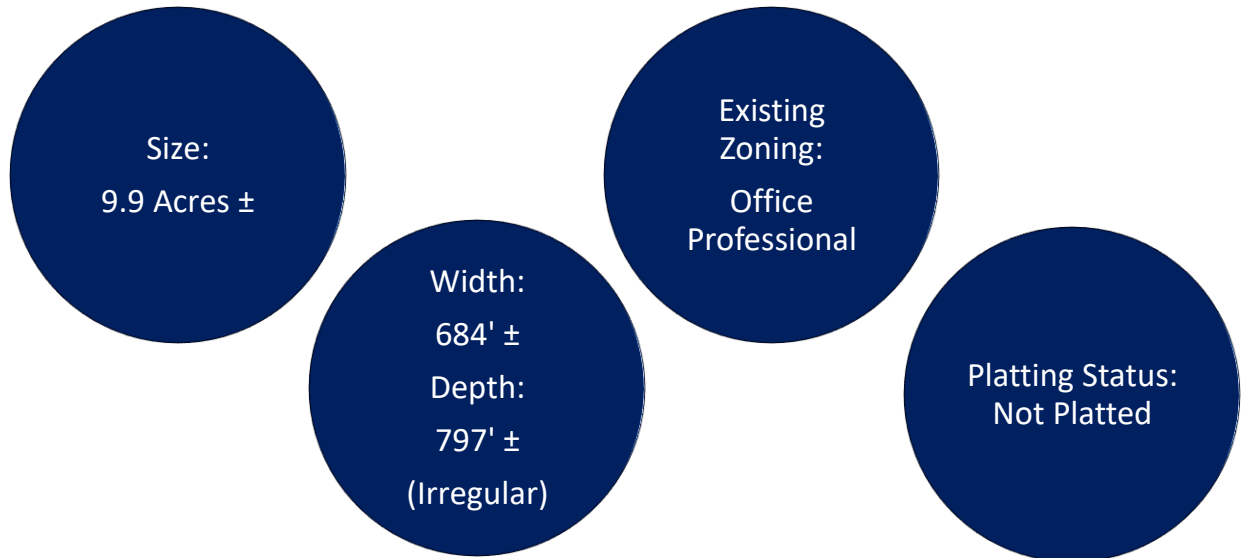 Size:
9.9 Acres ±
Width:
684' ±
Depth:
797' ±
(Irregular)
Existing
Zoning:
Office
Professional
Platting Status:
Not Platted